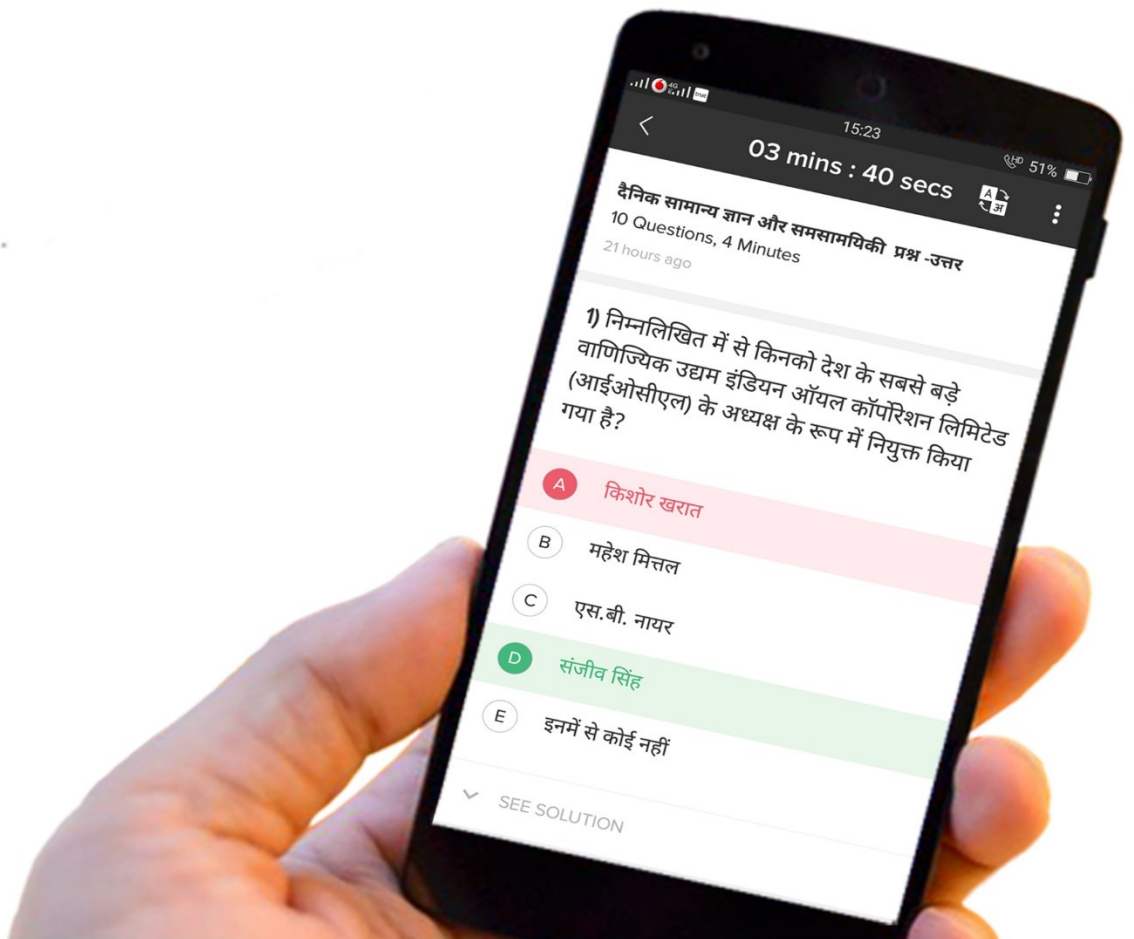 4G
15:23
HD 51%
03 mins : 40 secs
A
अ
दैनिक सामान्य ज्ञान और समसामयिकी प्रश्न -उत्तर
10 Questions, 4 Minutes
21 hours ago
1) निम्नलिखित में से किनको देश के सबसे बड़े
वाणिज्यिक उद्यम इंडियन ऑयल कॉर्पोरेशन लिमिटेड
(आईओसीएल) के अध्यक्ष के रूप में नियुक्त किया
गया है?
A किशोर खरात
B महेश मित्तल
C एस.बी. नायर
D संजीव सिंह
E इनमें से कोई नहीं
SEE SOLUTION